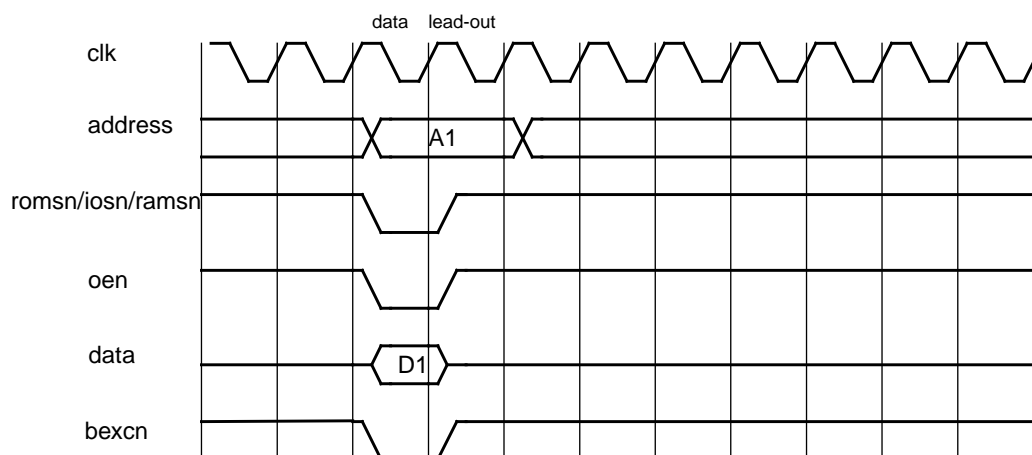 data lead-out
clk
address
A1
romsn/iosn/ramsn
oen
data
D1
bexcn